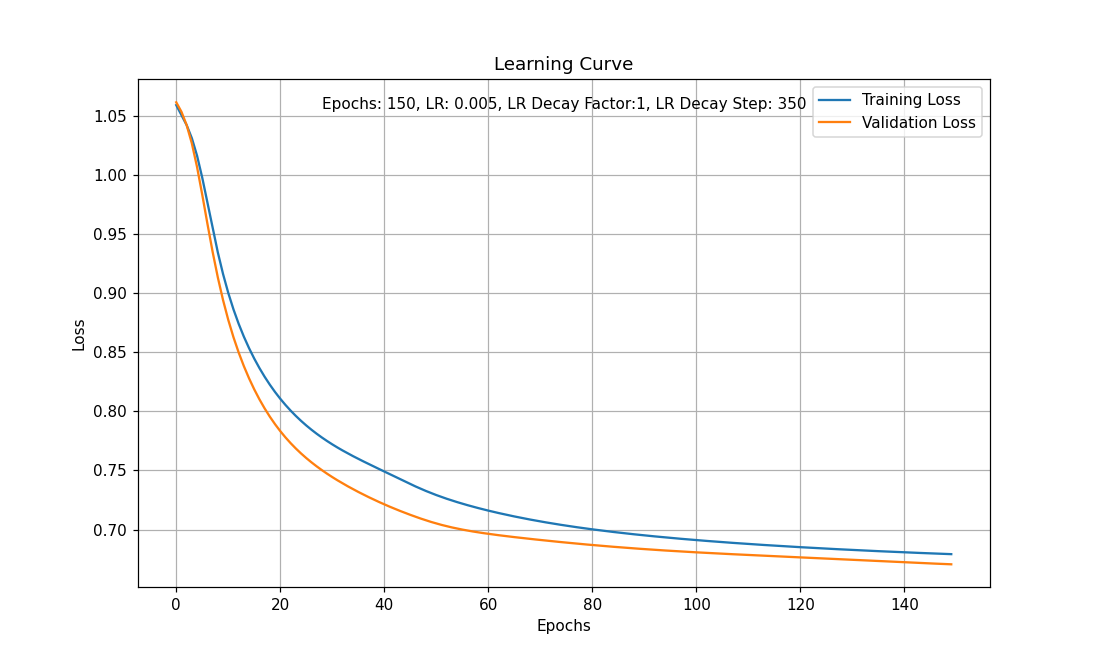 Learning Curve
Epochs: 150, LR: 0.005, LR Decay Factor:1, LR Decay Step: 350
Training Loss
Validation Loss
1.05
1.00
0.95
0.90
0.85
0.80
0.75
0.70
Loss
0 20 40 60 80 100 120 140
Epochs